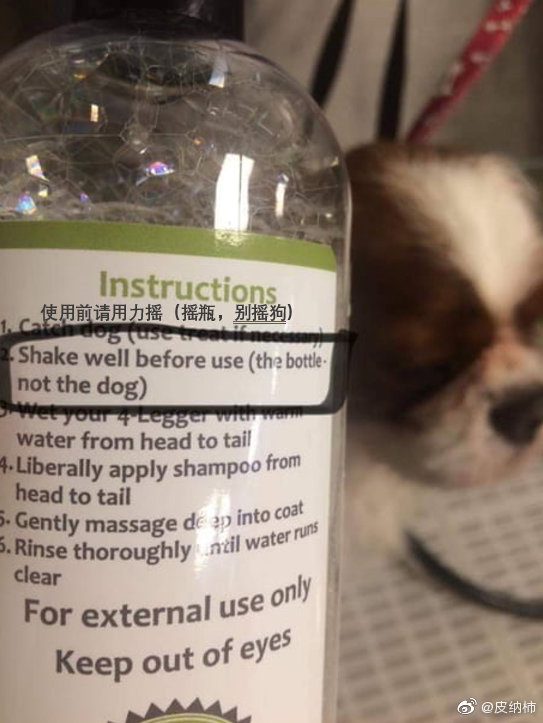 Instructions
使用前请用力摇（摇瓶，别摇狗）
1. Catch dog (use treat if necessary)
2. Shake well before use (the bottle -
not the dog)
3. Wet your 4-Legger with warm
water from head to tail
4. Liberally apply shampoo from
head to tail
5. Gently massage deep into coat
6. Rinse thoroughly until water runs
clear
For external use only
Keep out of eyes
@皮纳柿